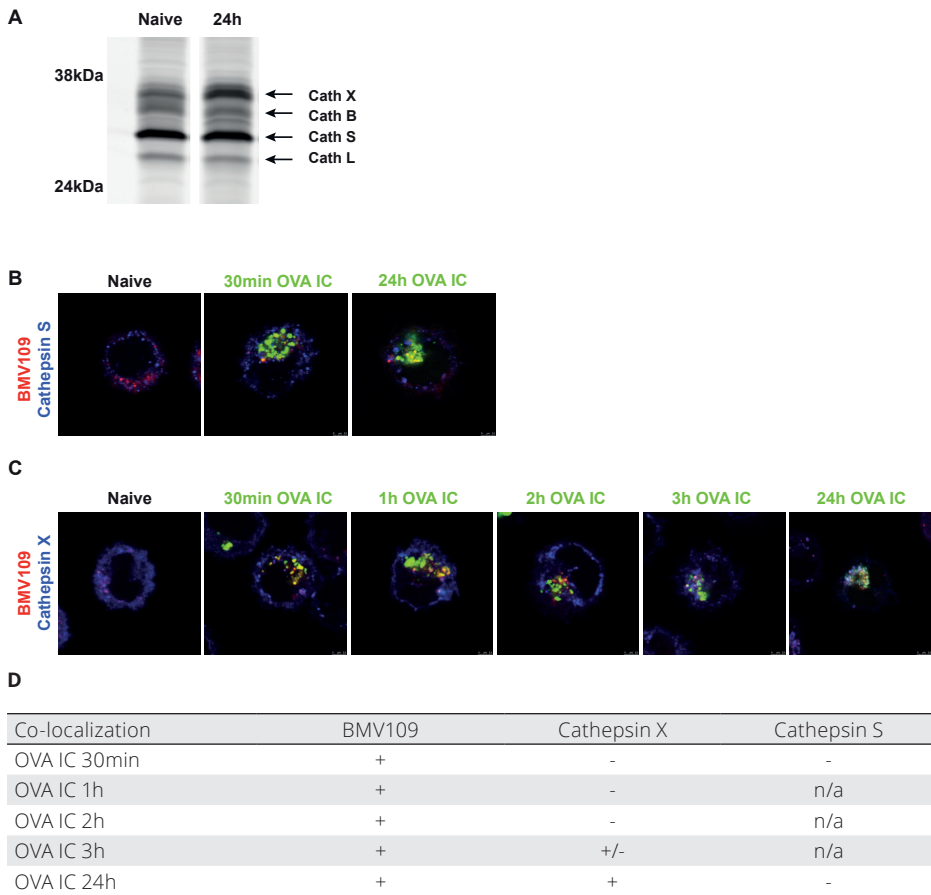 A
Naive 24h
38kDa
Cath X
Cath B
Cath S
Cath L
24kDa
B
Naive 30min OVA IC 24h OVA IC
BMV109
Cathepsin S
C
Naive 30min OVA IC 1h OVA IC 2h OVA IC 3h OVA IC 24h OVA IC
BMV109
Cathepsin X
D
Co-localization BMV109 Cathepsin X Cathepsin S
OVA IC 30min + - -
OVA IC 1h + - n/a
OVA IC 2h + - n/a
OVA IC 3h + +/- n/a
OVA IC 24h + + -